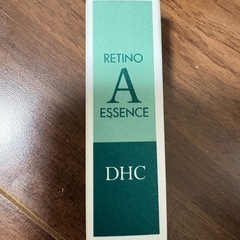 RETINO
A
ESSENCE
DHC